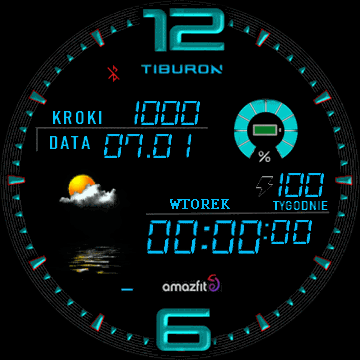 12
TIBURON
KROKI 1000
DATA 07.01
%
100
TYGODNIE
WTOREK
00:00:00
amazfit
6